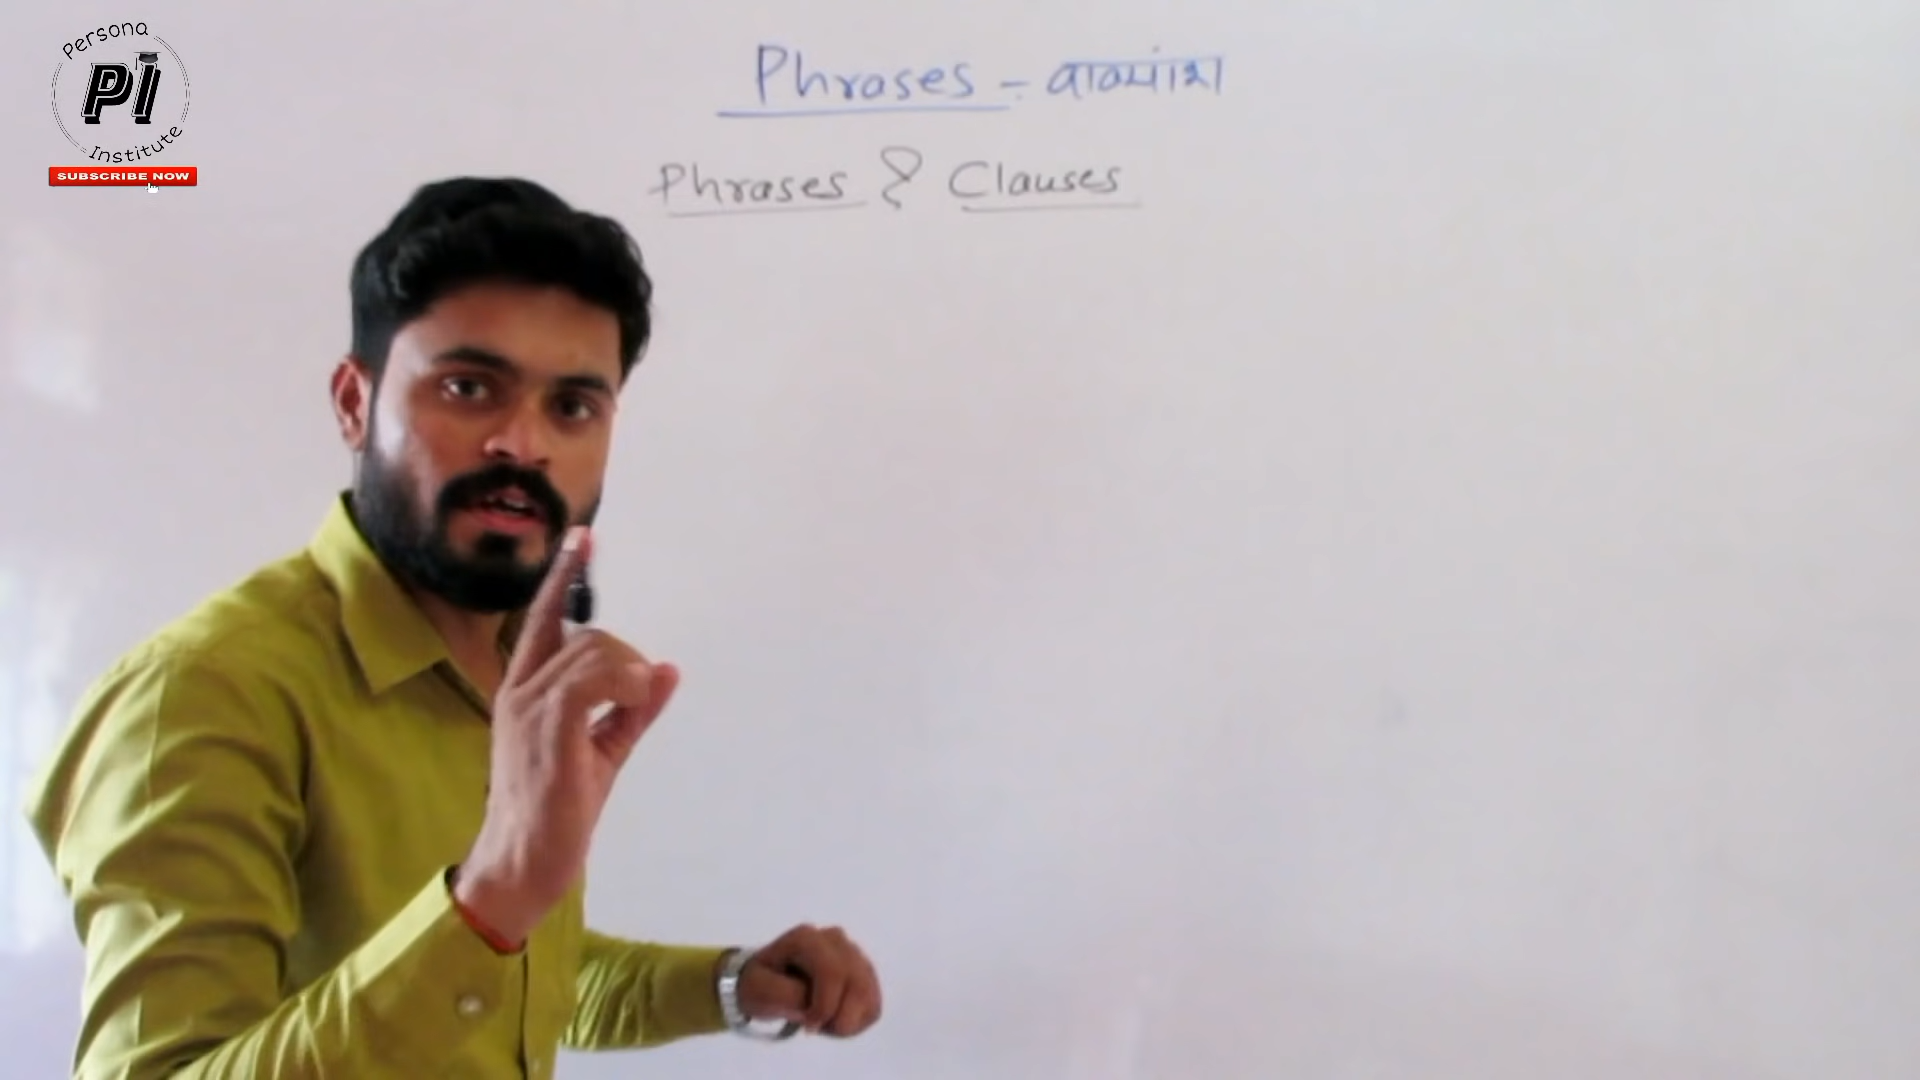 Persona
PI
Institute
SUBSCRIBE NOW
Phrases - वाक्यांश
Phrases & Clauses